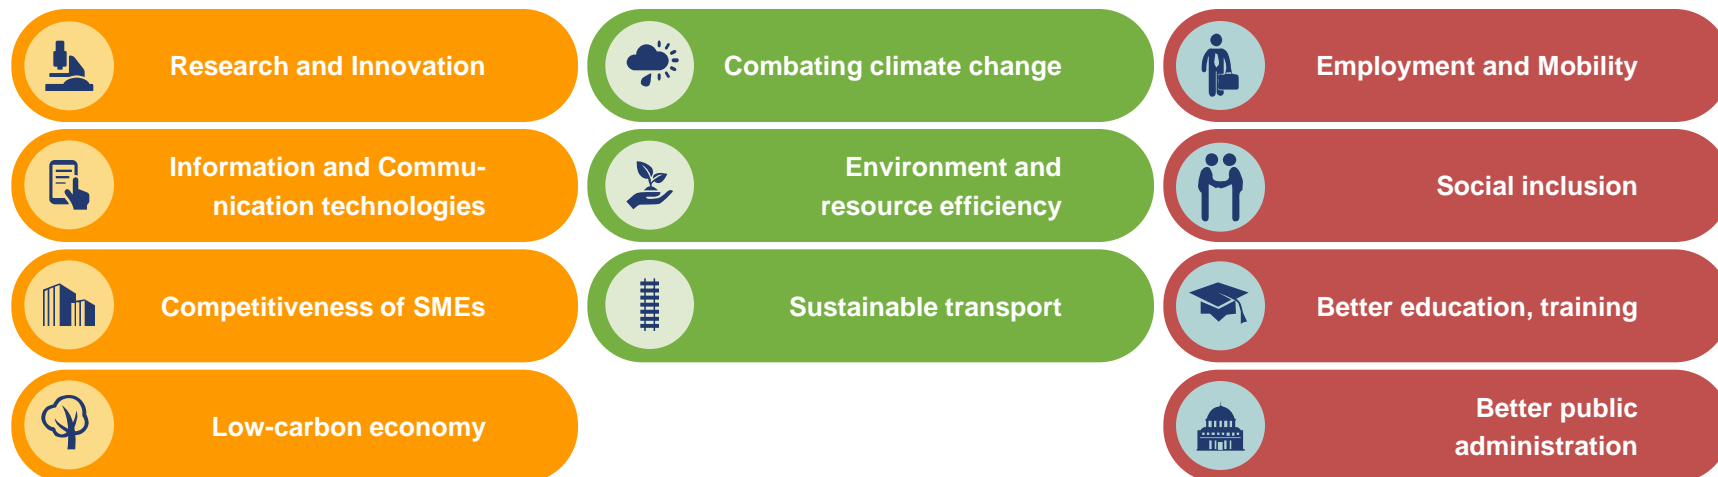 Research and Innovation
Information and Commu-
nication technologies
Competitiveness of SMEs
Low-carbon economy
Combating climate change
Environment and
resource efficiency
Sustainable transport
Employment and Mobility
Social inclusion
Better education, training
Better public
administration